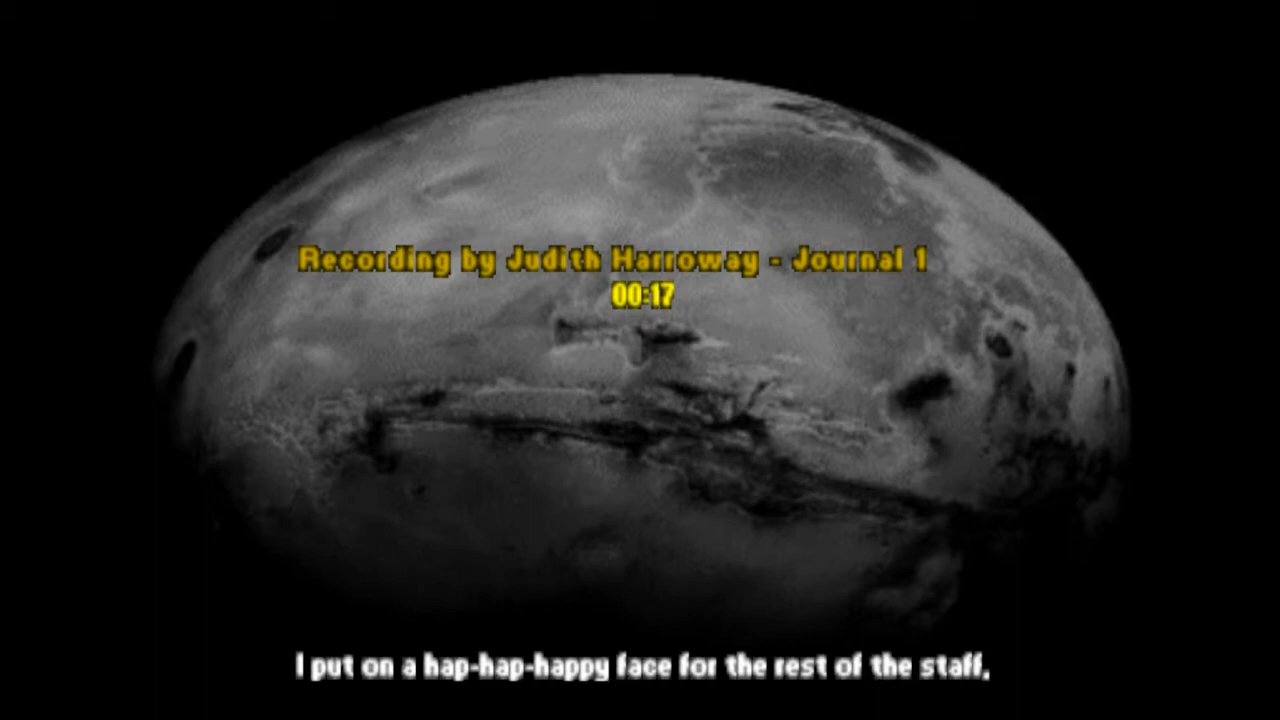 Recording by Judith Harroway - Journal 1
00:17
I put on a hap-hap-happy face for the rest of the staff,